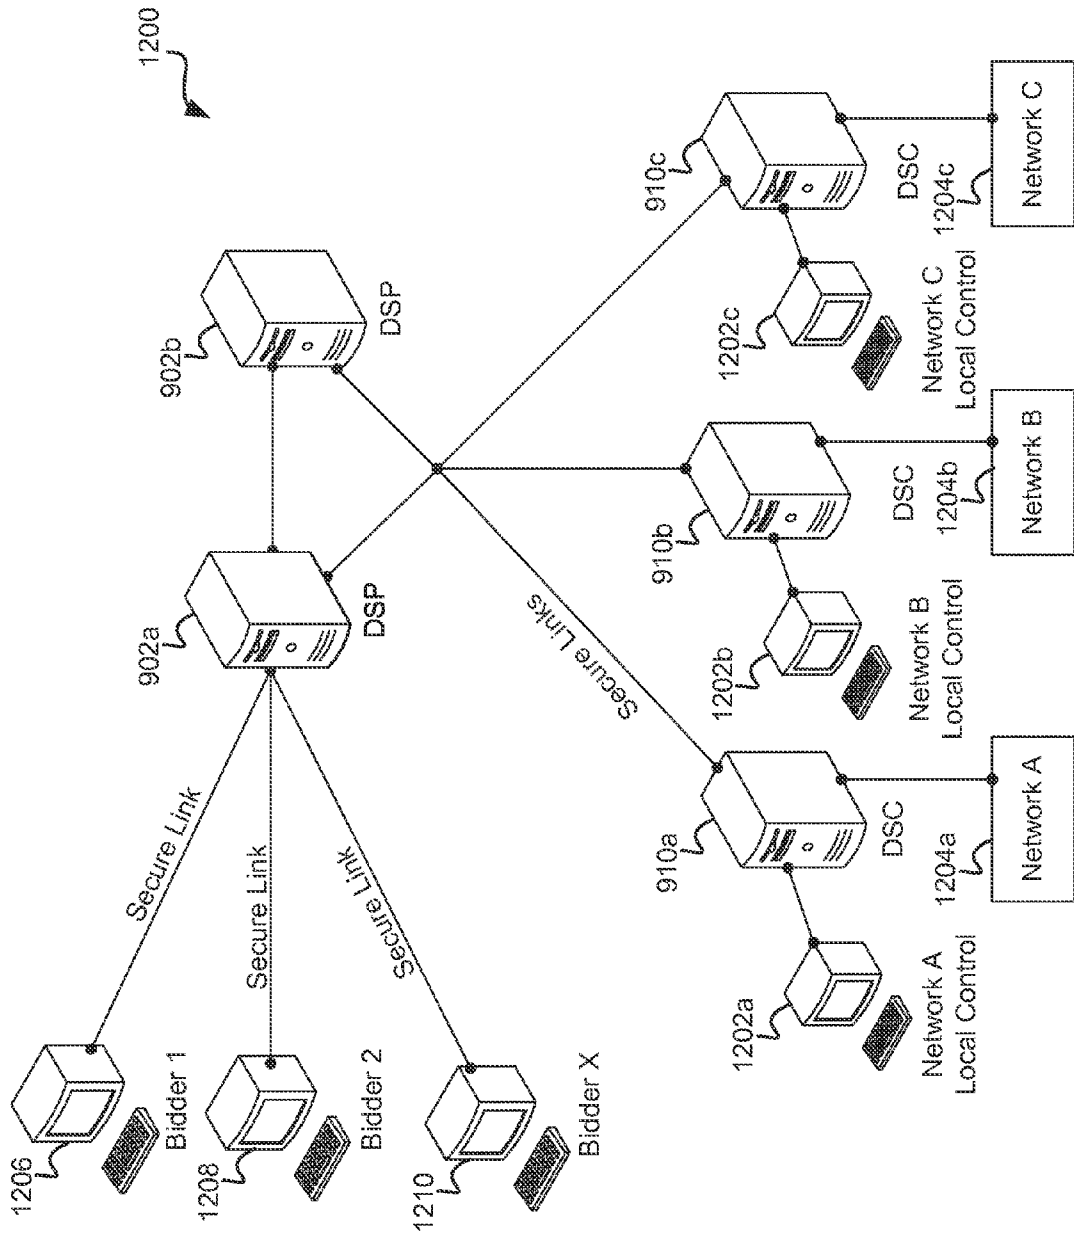 1200
1206
Bidder 1
1208
Bidder 2
1210
Bidder X
Secure Link
Secure Link
Secure Link
902a
DSP
902b
DSP
Secure Links
910a
DSC
910b
DSC
910c
DSC
1202a
Network A
Local Control
1202b
Network B
Local Control
1202c
Network C
Local Control
1204a
Network A
1204b
Network B
1204c
Network C